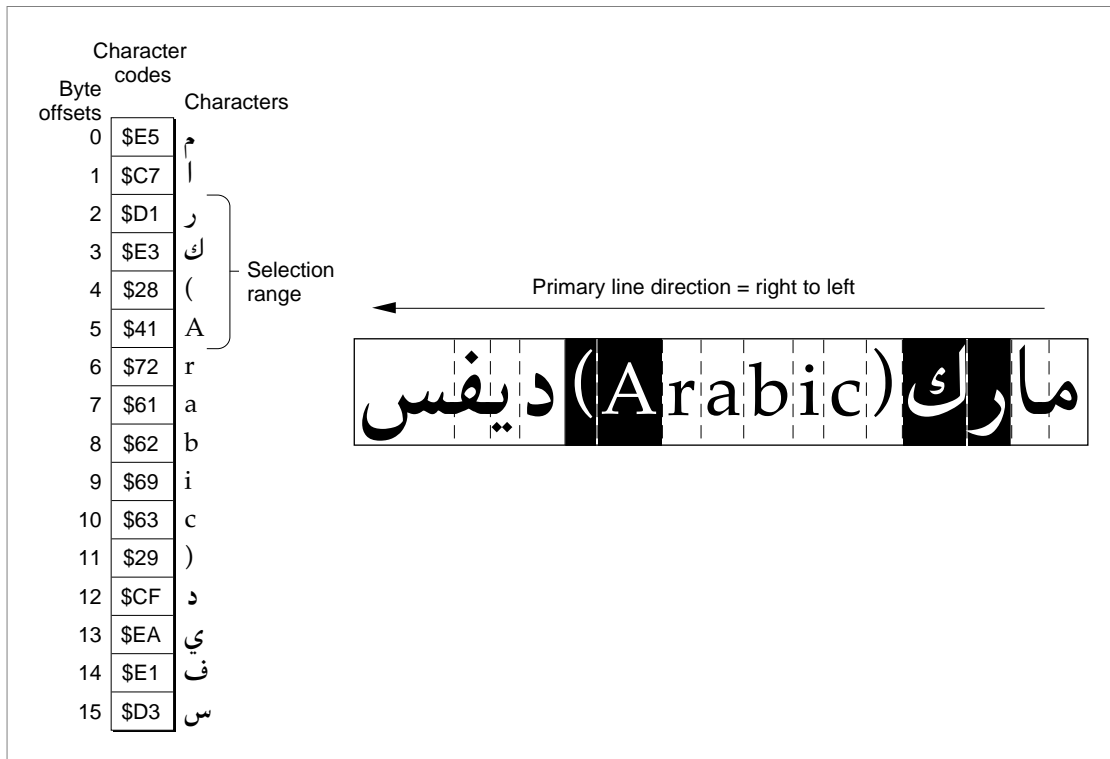 Character
codes
Byte
offsets
Characters
0 $E5 م
1 $C7 ا
2 $D1 ر
3 $E3 ك
4 $28 (
5 $41 A
6 $72 r
7 $61 a
8 $62 b
9 $69 i
10 $63 c
11 $29 )
12 $CF د
13 $EA ي
14 $E1 ف
15 $D3 س
Selection
range
Primary line direction = right to left
مارك(Arabic)ديفس